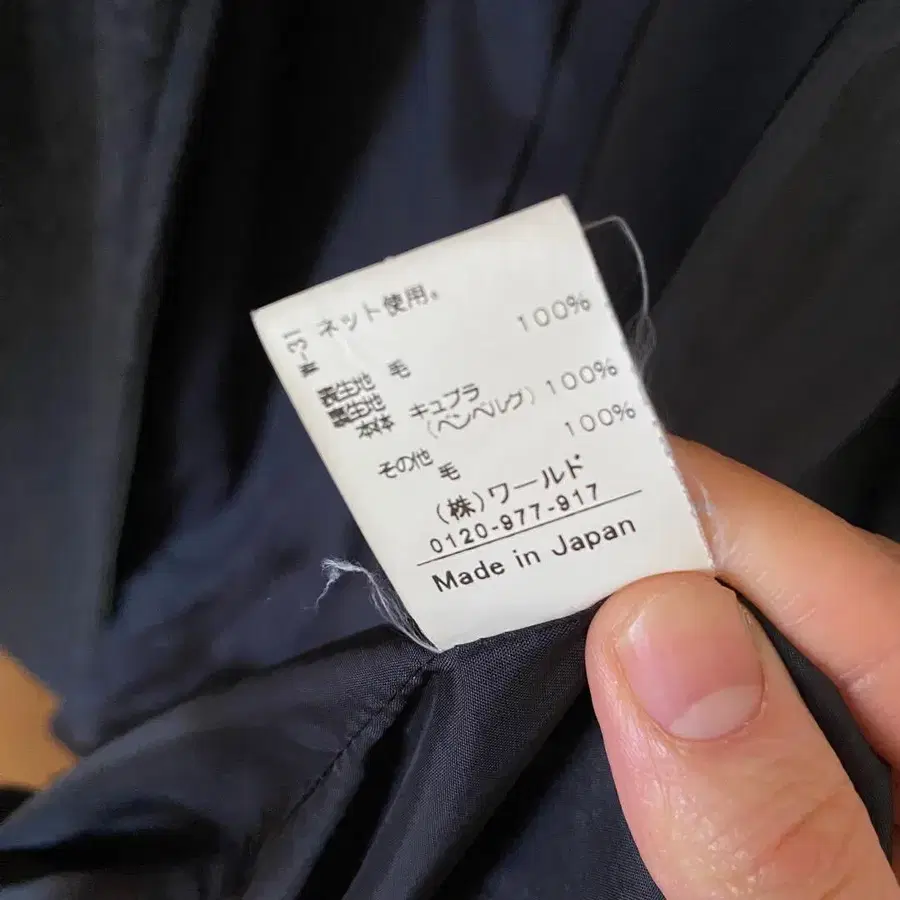 ネット使用。
W-31
表生地 毛 100%
裏生地
本体 キュプラ 100%
(ベンベルグ)
その他 毛 100%
(株)ワールド
0120-977-917
Made in Japan